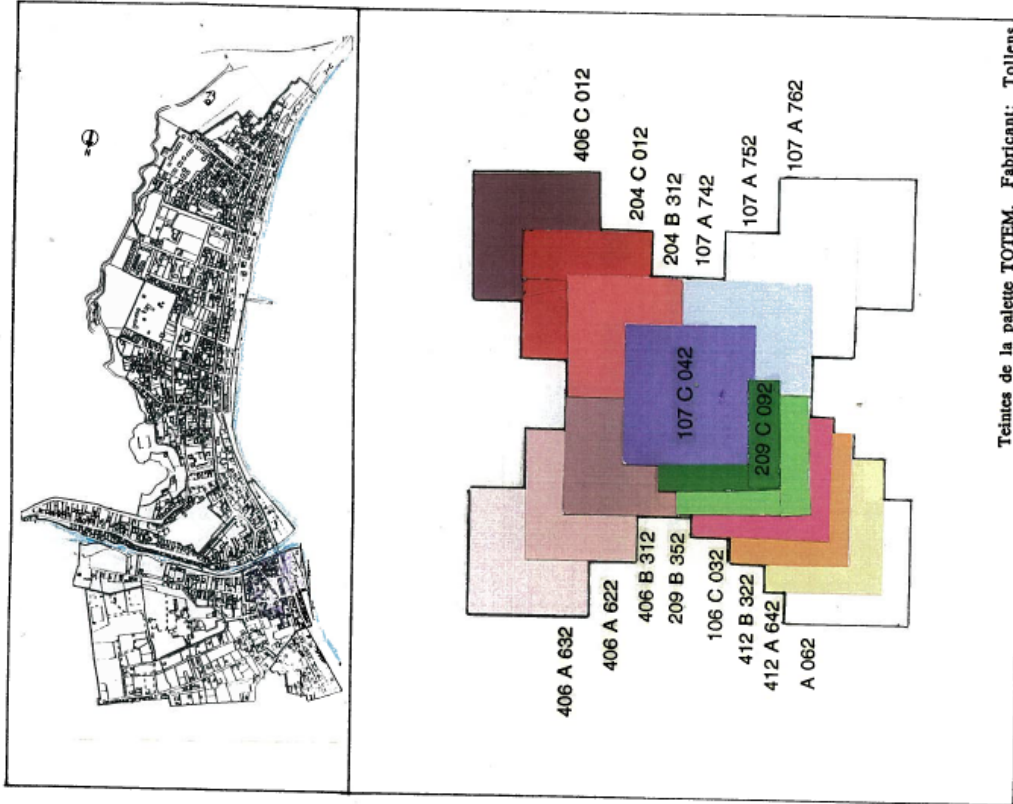 N
406 C 012
204 C 012
204 B 312
107 A 742
107 A 752
107 A 762
107 C 042
209 C 092
406 A 632
406 A 622
406 B 312
209 B 352
106 C 032
412 B 322
412 A 642
A 062
Teintes de la palette TOTEM. Fabricant: Tollens